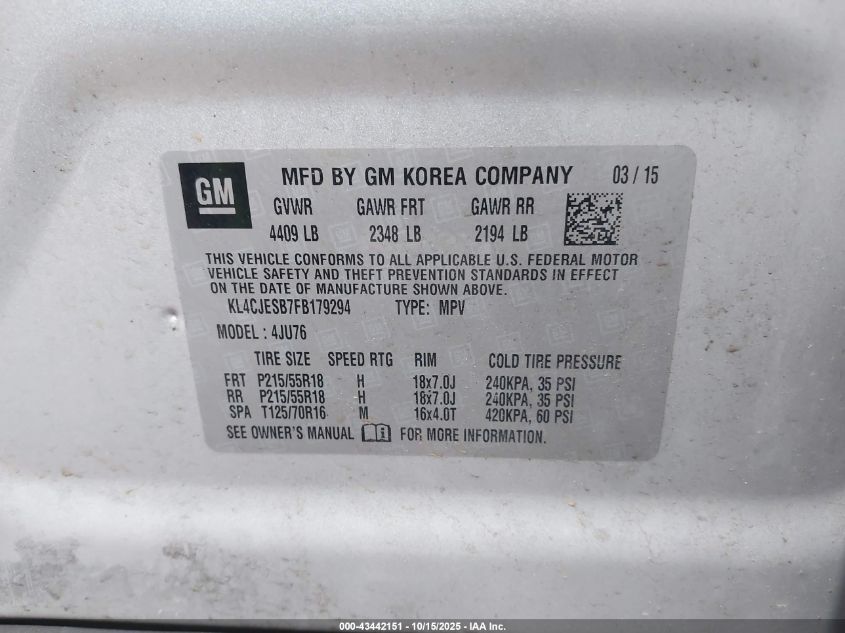 GM
MFD BY GM KOREA COMPANY 03 / 15
GVWR GAWR FRT GAWR RR
4409 LB 2348 LB 2194 LB
THIS VEHICLE CONFORMS TO ALL APPLICABLE U.S. FEDERAL MOTOR
VEHICLE SAFETY AND THEFT PREVENTION STANDARDS IN EFFECT
ON THE DATE OF MANUFACTURE SHOWN ABOVE.
KL4CJESB7FB179294 TYPE: MPV
MODEL : 4JU76
TIRE SIZE SPEED RTG RIM COLD TIRE PRESSURE
FRT P215/55R18 H 18x7.0J 240KPA, 35 PSI
RR P215/55R18 H 18x7.0J 240KPA, 35 PSI
SPA T125/70R16 M 16x4.0T 420KPA, 60 PSI
SEE OWNER'S MANUAL FOR MORE INFORMATION.
000-43442151 - 10/15/2025 - IAA Inc.